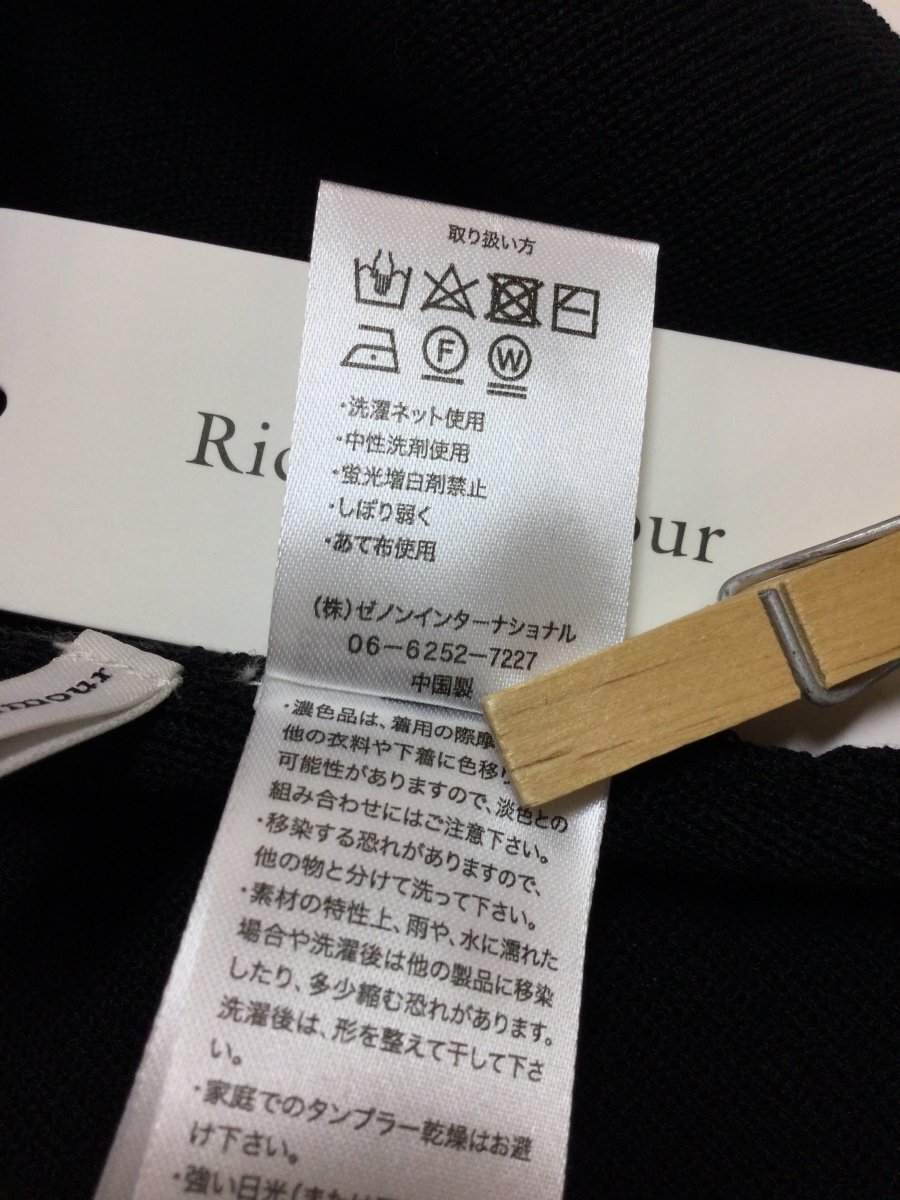 取り扱い方
F W
・洗濯ネット使用
・中性洗剤使用
・蛍光増白剤禁止
・しぼり弱く
・あて布使用
(株)ゼノンインターナショナル
06-6252-7227
中国製
・濃色品は、着用の際摩
他の衣料や下着に色移り
可能性がありますので、淡色との
組み合わせにはご注意下さい。
・移染する恐れがありますので、
他の物と分けて洗って下さい。
・素材の特性上、雨や、水に濡れた
場合や洗濯後は他の製品に移染
したり、多少縮む恐れがあります。
洗濯後は、形を整えて干して下さ
い。
・家庭でのタンブラー乾燥はお避
け下さい。
・強い日光(または